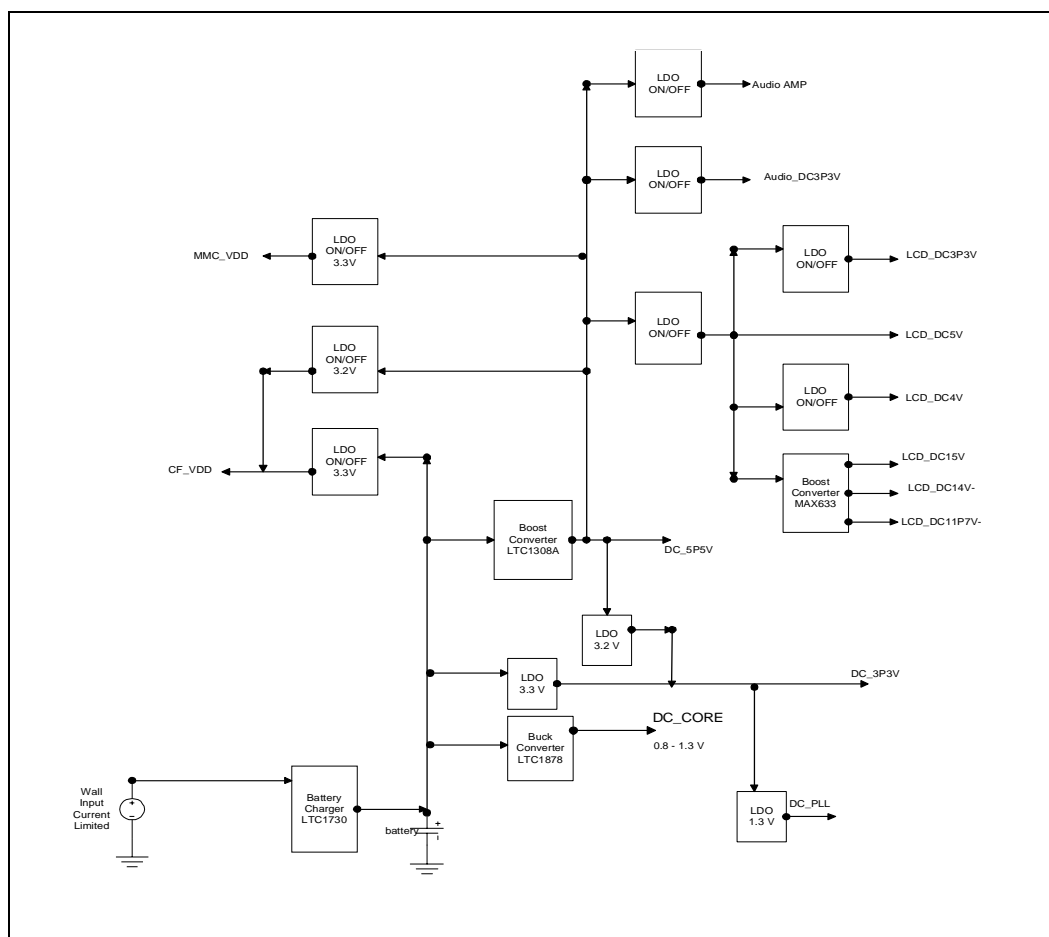 LDO
ON/OFF
Audio AMP
LDO
ON/OFF
Audio_DC3P3V
MMC_VDD
LDO
ON/OFF
3.3V
LDO
ON/OFF
LCD_DC3P3V
LDO
ON/OFF
LCD_DC5V
LDO
ON/OFF
3.2V
LDO
ON/OFF
LCD_DC4V
CF_VDD
LDO
ON/OFF
3.3V
Boost
Converter
MAX633
LCD_DC15V
LCD_DC14V-
LCD_DC11P7V-
Boost
Converter
LTC1308A
DC_5P5V
LDO
3.2 V
LDO
3.3 V
DC_3P3V
Buck
Converter
LTC1878
DC_CORE
0.8 - 1.3 V
Wall
Input
Current
Limited
+
−
Battery
Charger
LTC1730
battery
+
LDO
1.3 V
DC_PLL